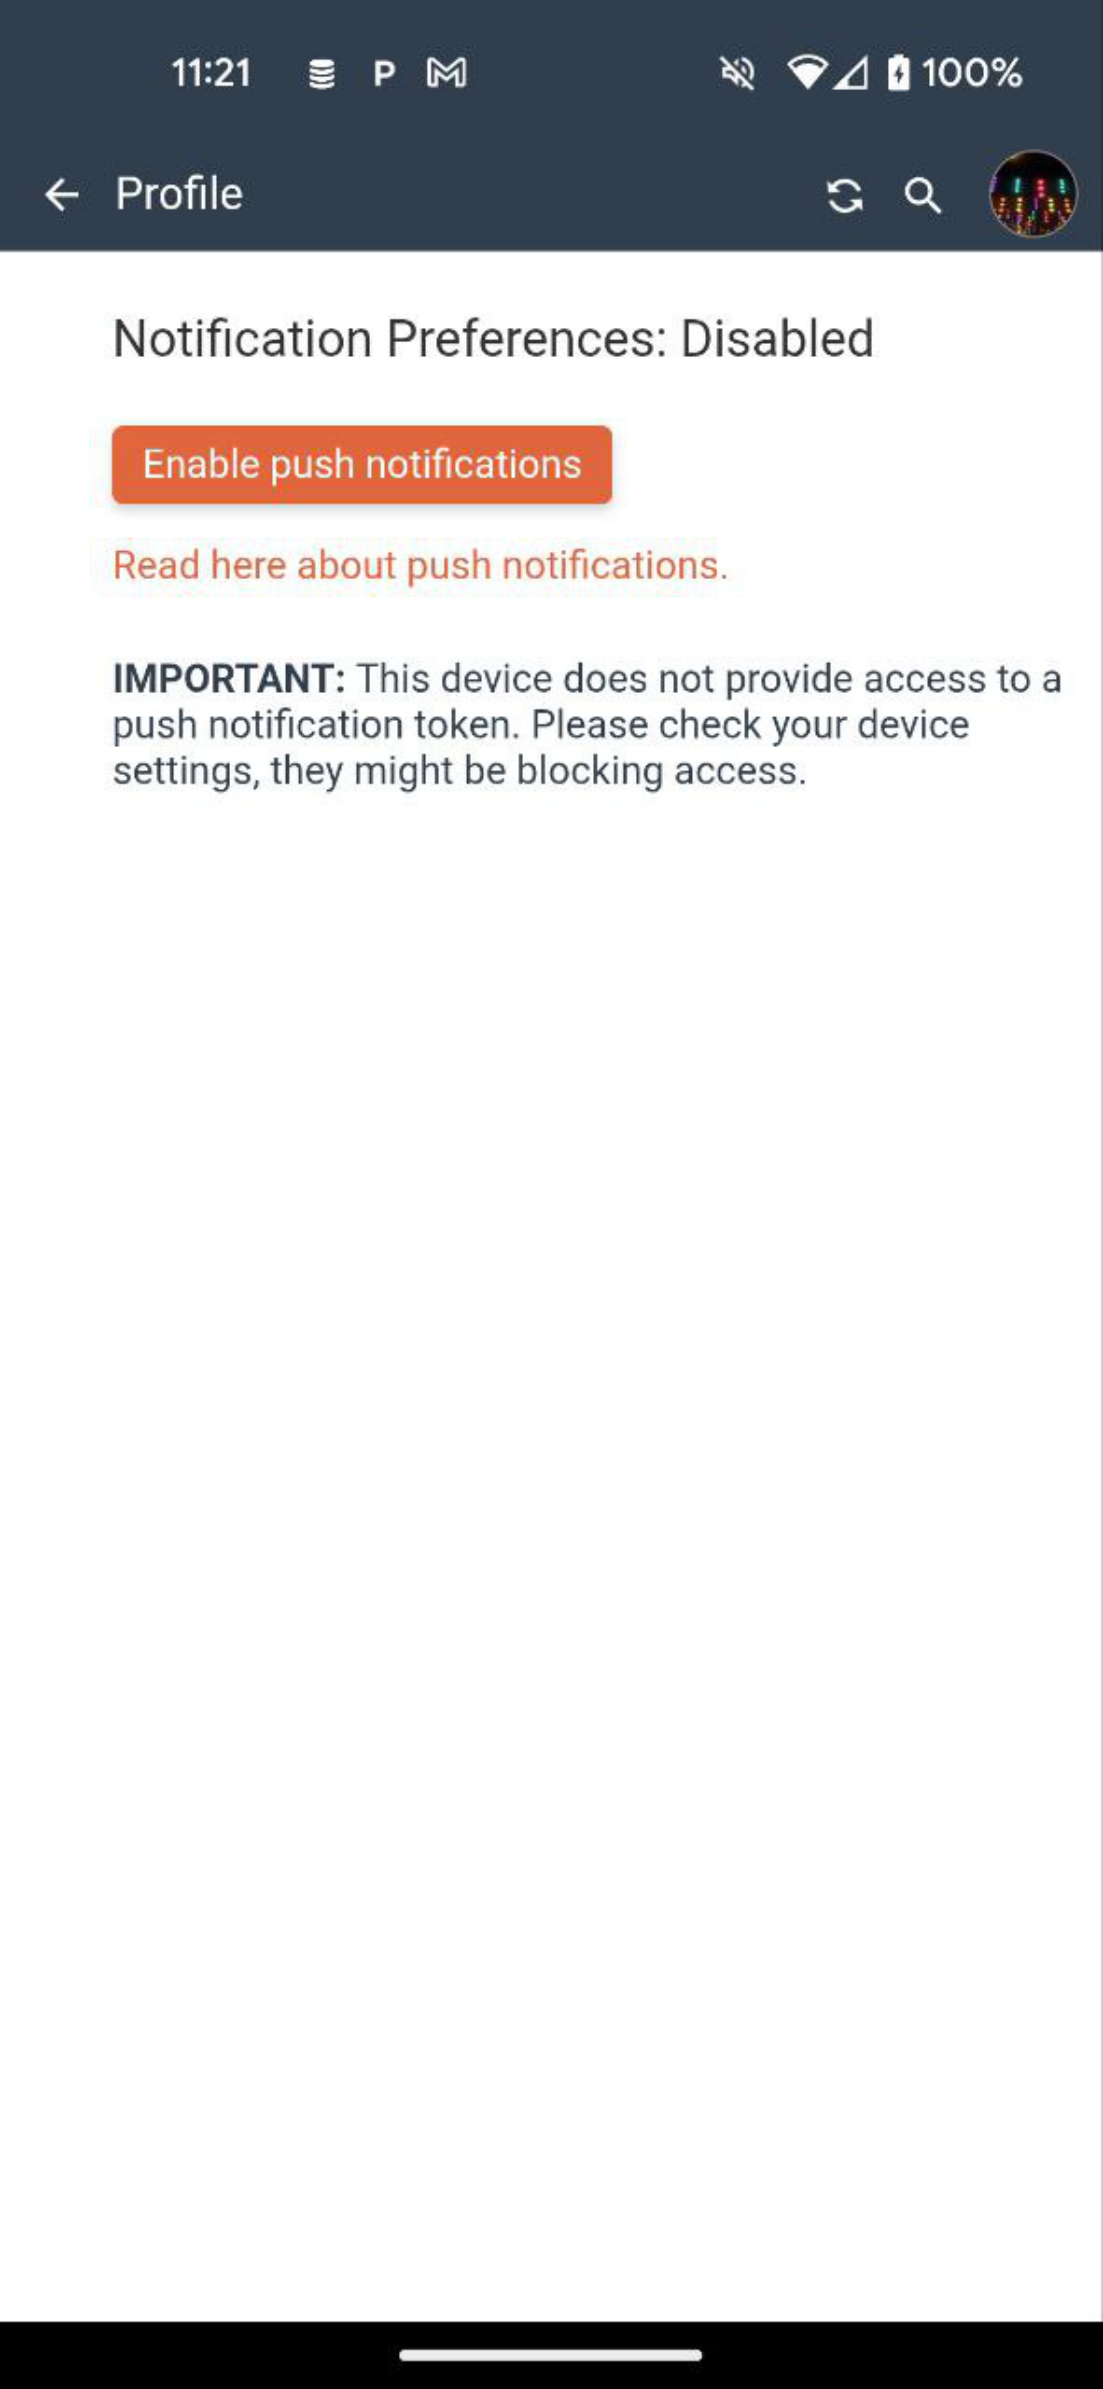 11:21 P M 100%
Profile
Notification Preferences: Disabled
Enable push notifications
Read here about push notifications.
IMPORTANT: This device does not provide access to a
push notification token. Please check your device
settings, they might be blocking access.